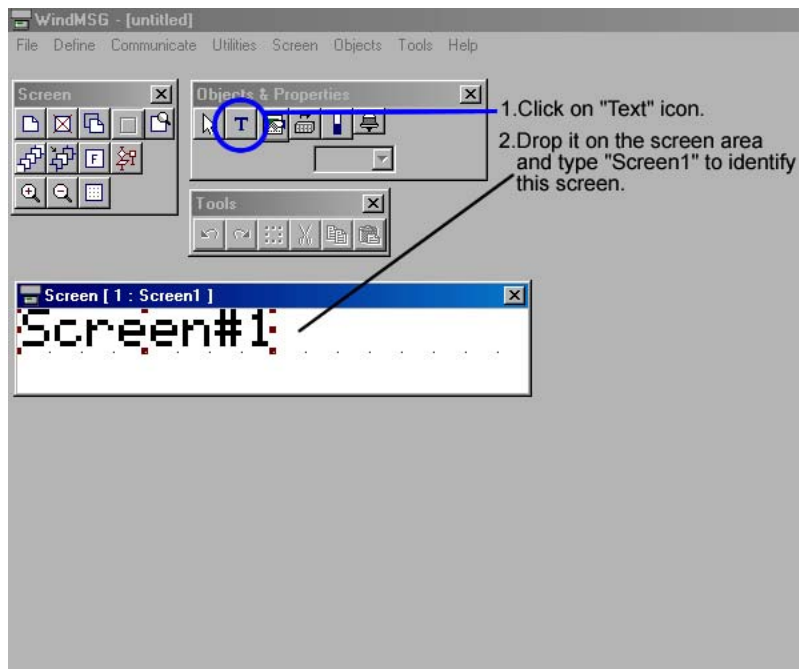 WindMSG - [untitled]
File Define Communicate Utilities Screen Objects Tools Help
Screen
Objects & Properties
T
F
1.Click on "Text" icon.
2.Drop it on the screen area
and type "Screen1" to identify
this screen.
Tools
Screen [ 1 : Screen1 ]
Screen#1